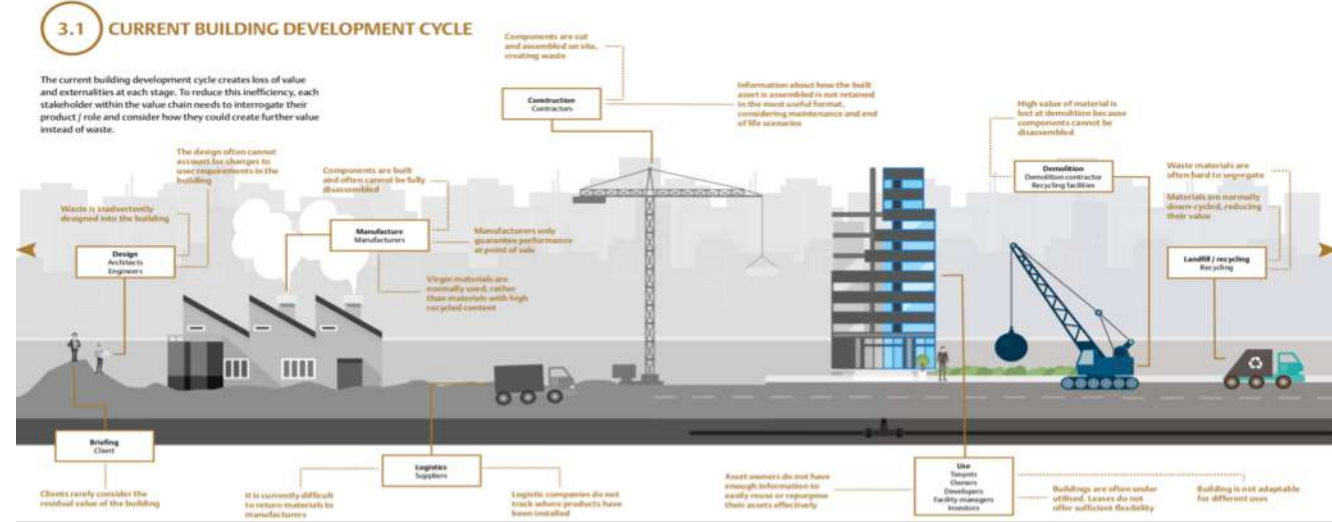 3.1 CURRENT BUILDING DEVELOPMENT CYCLE
The current building development cycle creates loss of value
and externalities at each stage. To reduce this inefficiency, each
stakeholder within the value chain needs to interrogate their
product / role and consider how they could create further value
instead of waste.
Components are cut
and assembled on site,
creating waste
Construction
Contractors
Information about how the built
asset is assembled is not retained
in the most useful format,
considering maintenance and end
of life scenarios
High value of material is
lost at demolition because
components cannot be
disassembled
The design often cannot
account for changes to
user requirements in the
building
Components are built
and often cannot be fully
disassembled
Demolition
Demolition contractor
Recycling facilities
Waste materials are
often hard to segregate
Materials are normally
down-cycled, reducing
their value
Waste is inadvertently
designed into the building
Manufacture
Manufacturers
Manufacturers only
guarantee performance
at point of sale
Design
Architects
Engineers
Landfill / recycling
Recycling
Virgin materials are
normally used, rather
than materials with high
recycled content
Briefing
Client
Logistics
Suppliers
Use
Tenants
Owners
Developers
Facility managers
Investors
Clients rarely consider the
residual value of the building
It is currently difficult
to return materials to
manufacturers
Logistic companies do not
track where products have
been installed
Asset owners do not have
enough information to
easily reuse or repurpose
their assets effectively
Buildings are often under
utilised. Leases do not
offer sufficient flexibility
Building is not adaptable
for different uses